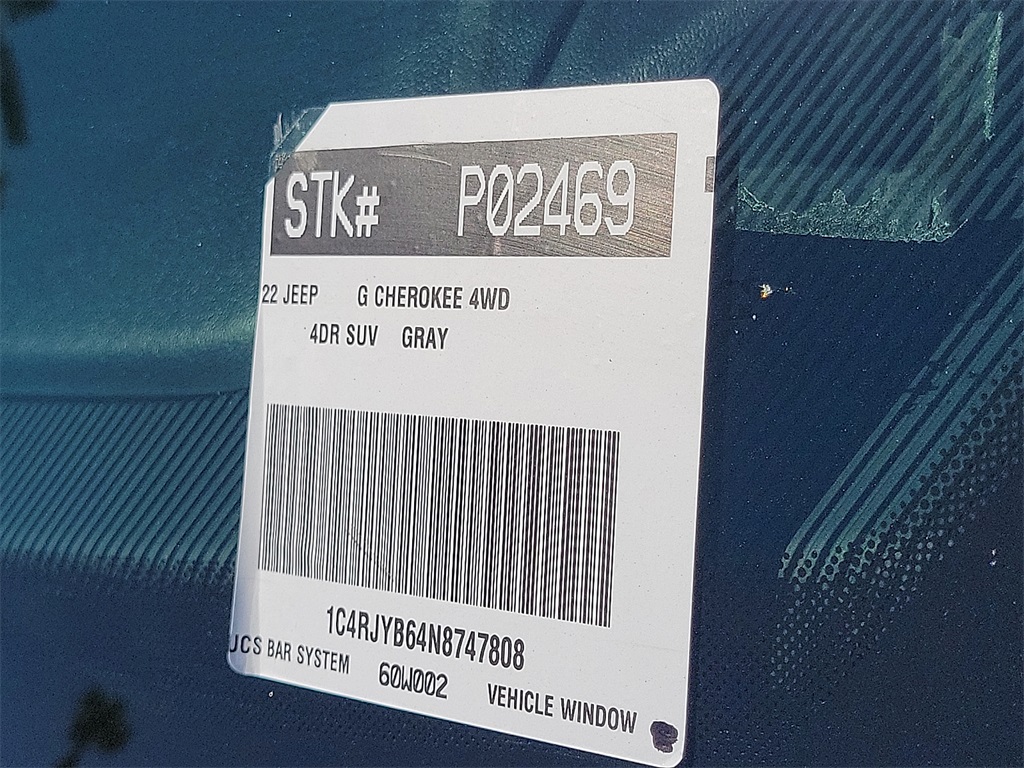 STK# P02469
22 JEEP G CHEROKEE 4WD
4DR SUV GRAY
1C4RJYB64N8747808
UCS BAR SYSTEM 60W002 VEHICLE WINDOW